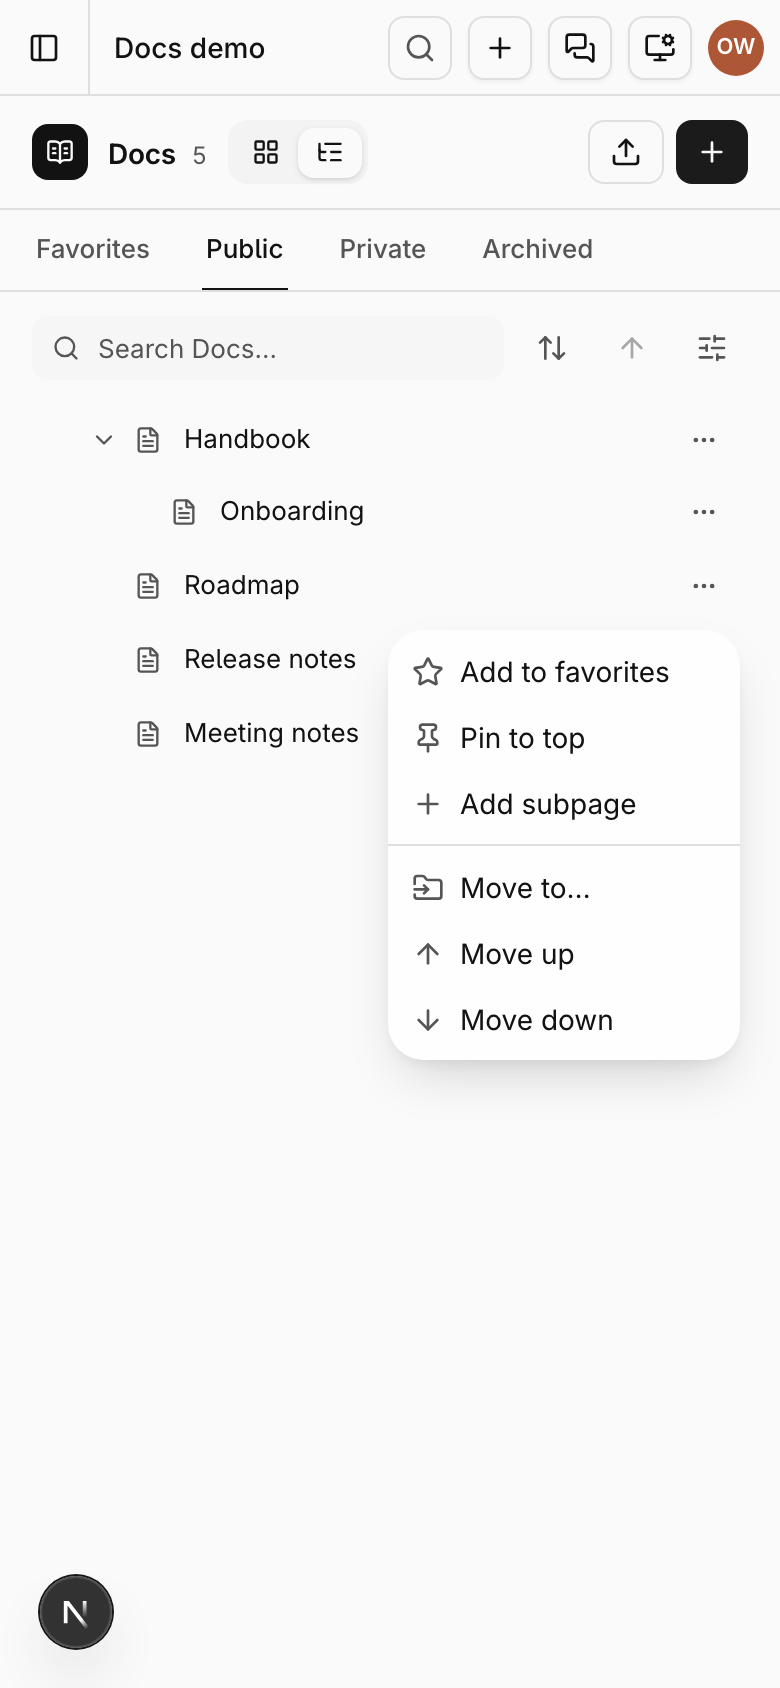 Docs demo
OW
Docs 5
Favorites Public Private Archived
Search Docs...
Handbook
Onboarding
Roadmap
Release notes
Meeting notes
Add to favorites
Pin to top
Add subpage
Move to...
Move up
Move down
N